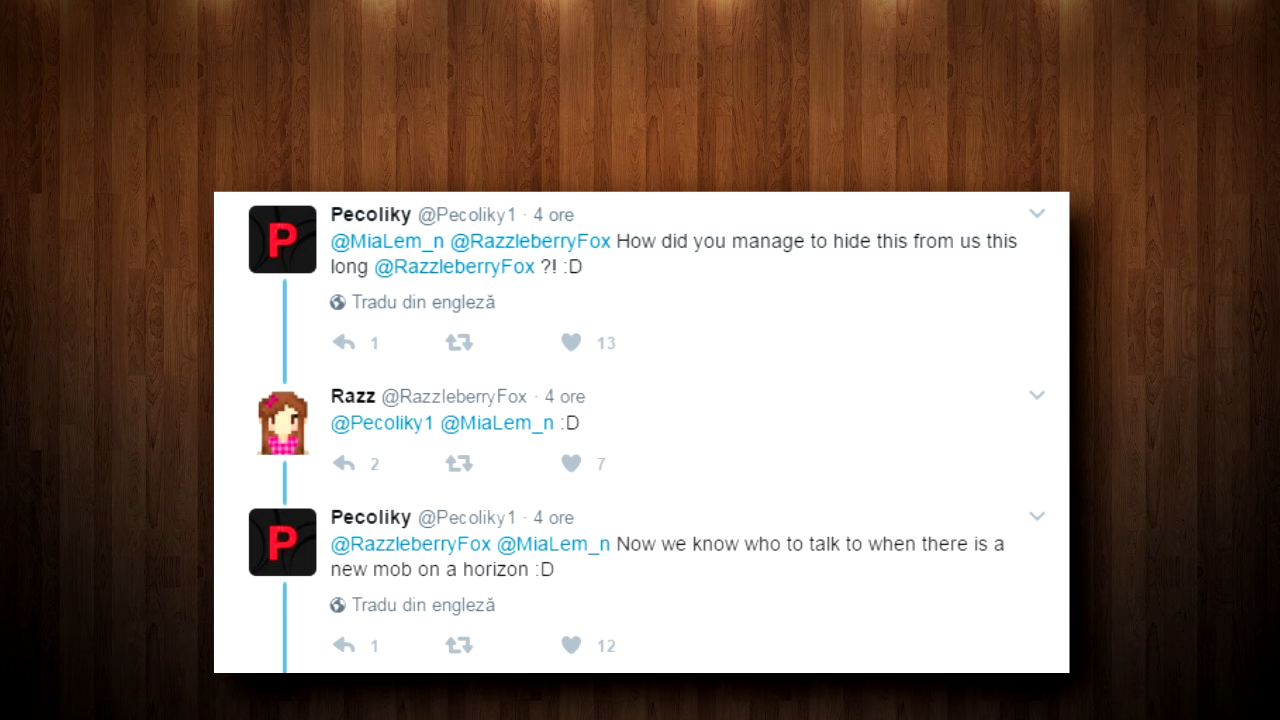 P
Pecoliky @Pecoliky1 · 4 ore
@MiaLem_n @RazzleberryFox How did you manage to hide this from us this
long @RazzleberryFox ?! :D
Tradu din engleză
1 13
Razz @RazzleberryFox · 4 ore
@Pecoliky1 @MiaLem_n :D
2 7
P
Pecoliky @Pecoliky1 · 4 ore
@RazzleberryFox @MiaLem_n Now we know who to talk to when there is a
new mob on a horizon :D
Tradu din engleză
1 12